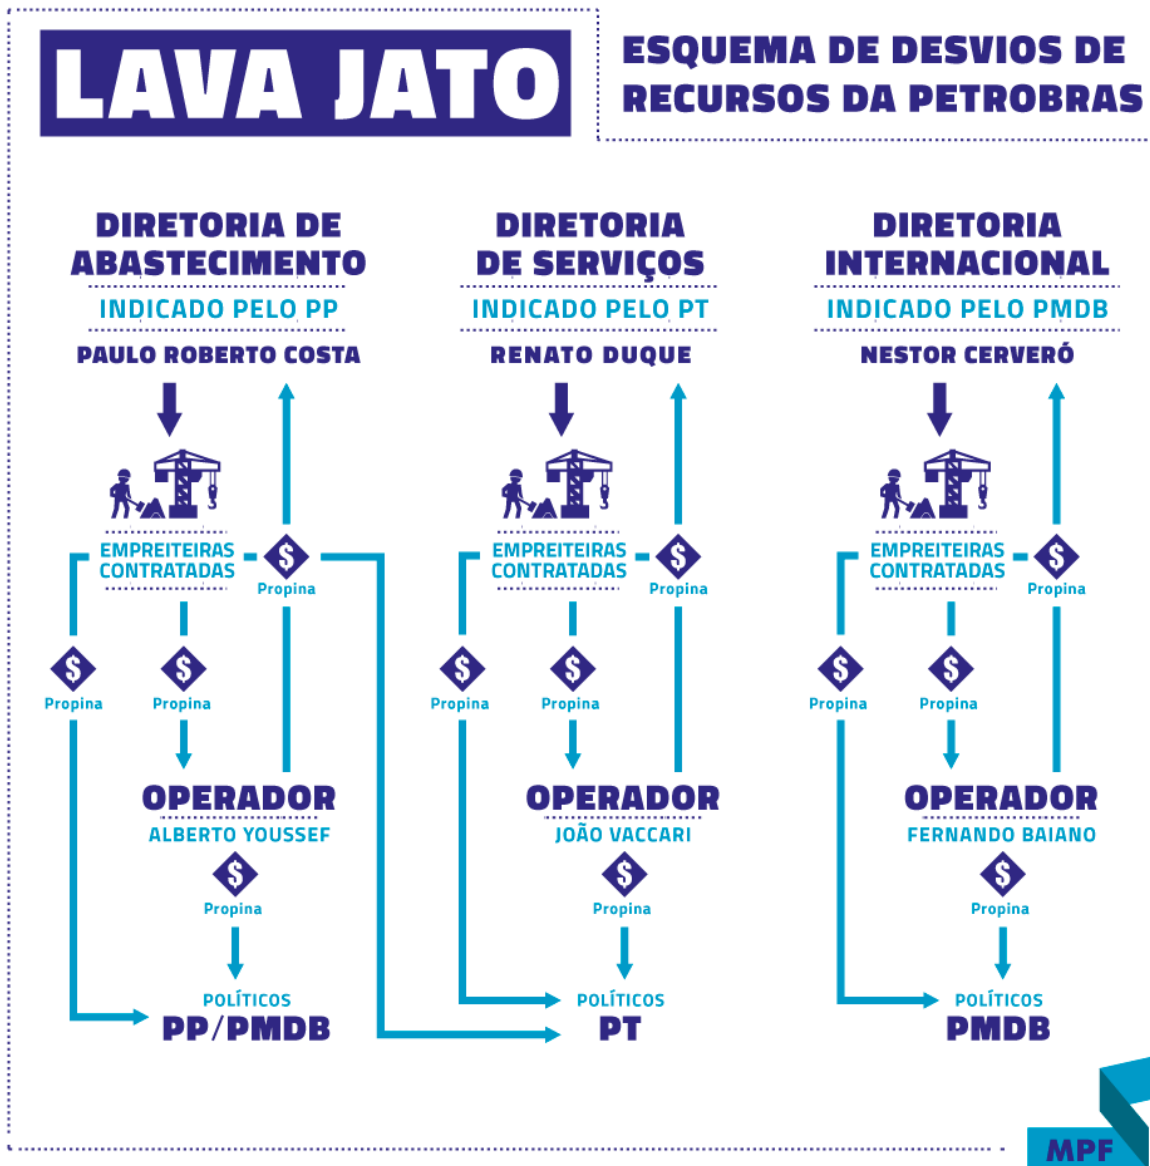 LAVA JATO
ESQUEMA DE DESVIOS DE
RECURSOS DA PETROBRAS
DIRETORIA DE
ABASTECIMENTO
INDICADO PELO PP
PAULO ROBERTO COSTA
$
EMPREITEIRAS
CONTRATADAS
Propina
$
Propina
$
Propina
OPERADOR
ALBERTO YOUSSEF
$
Propina
POLÍTICOS
PP/PMDB
DIRETORIA
DE SERVIÇOS
INDICADO PELO PT
RENATO DUQUE
$
EMPREITEIRAS
CONTRATADAS
Propina
$
Propina
$
Propina
OPERADOR
JOÃO VACCARI
$
Propina
POLÍTICOS
PT
DIRETORIA
INTERNACIONAL
INDICADO PELO PMDB
NESTOR CERVERÓ
$
EMPREITEIRAS
CONTRATADAS
Propina
$
Propina
$
Propina
OPERADOR
FERNANDO BAIANO
$
Propina
POLÍTICOS
PMDB
MPF